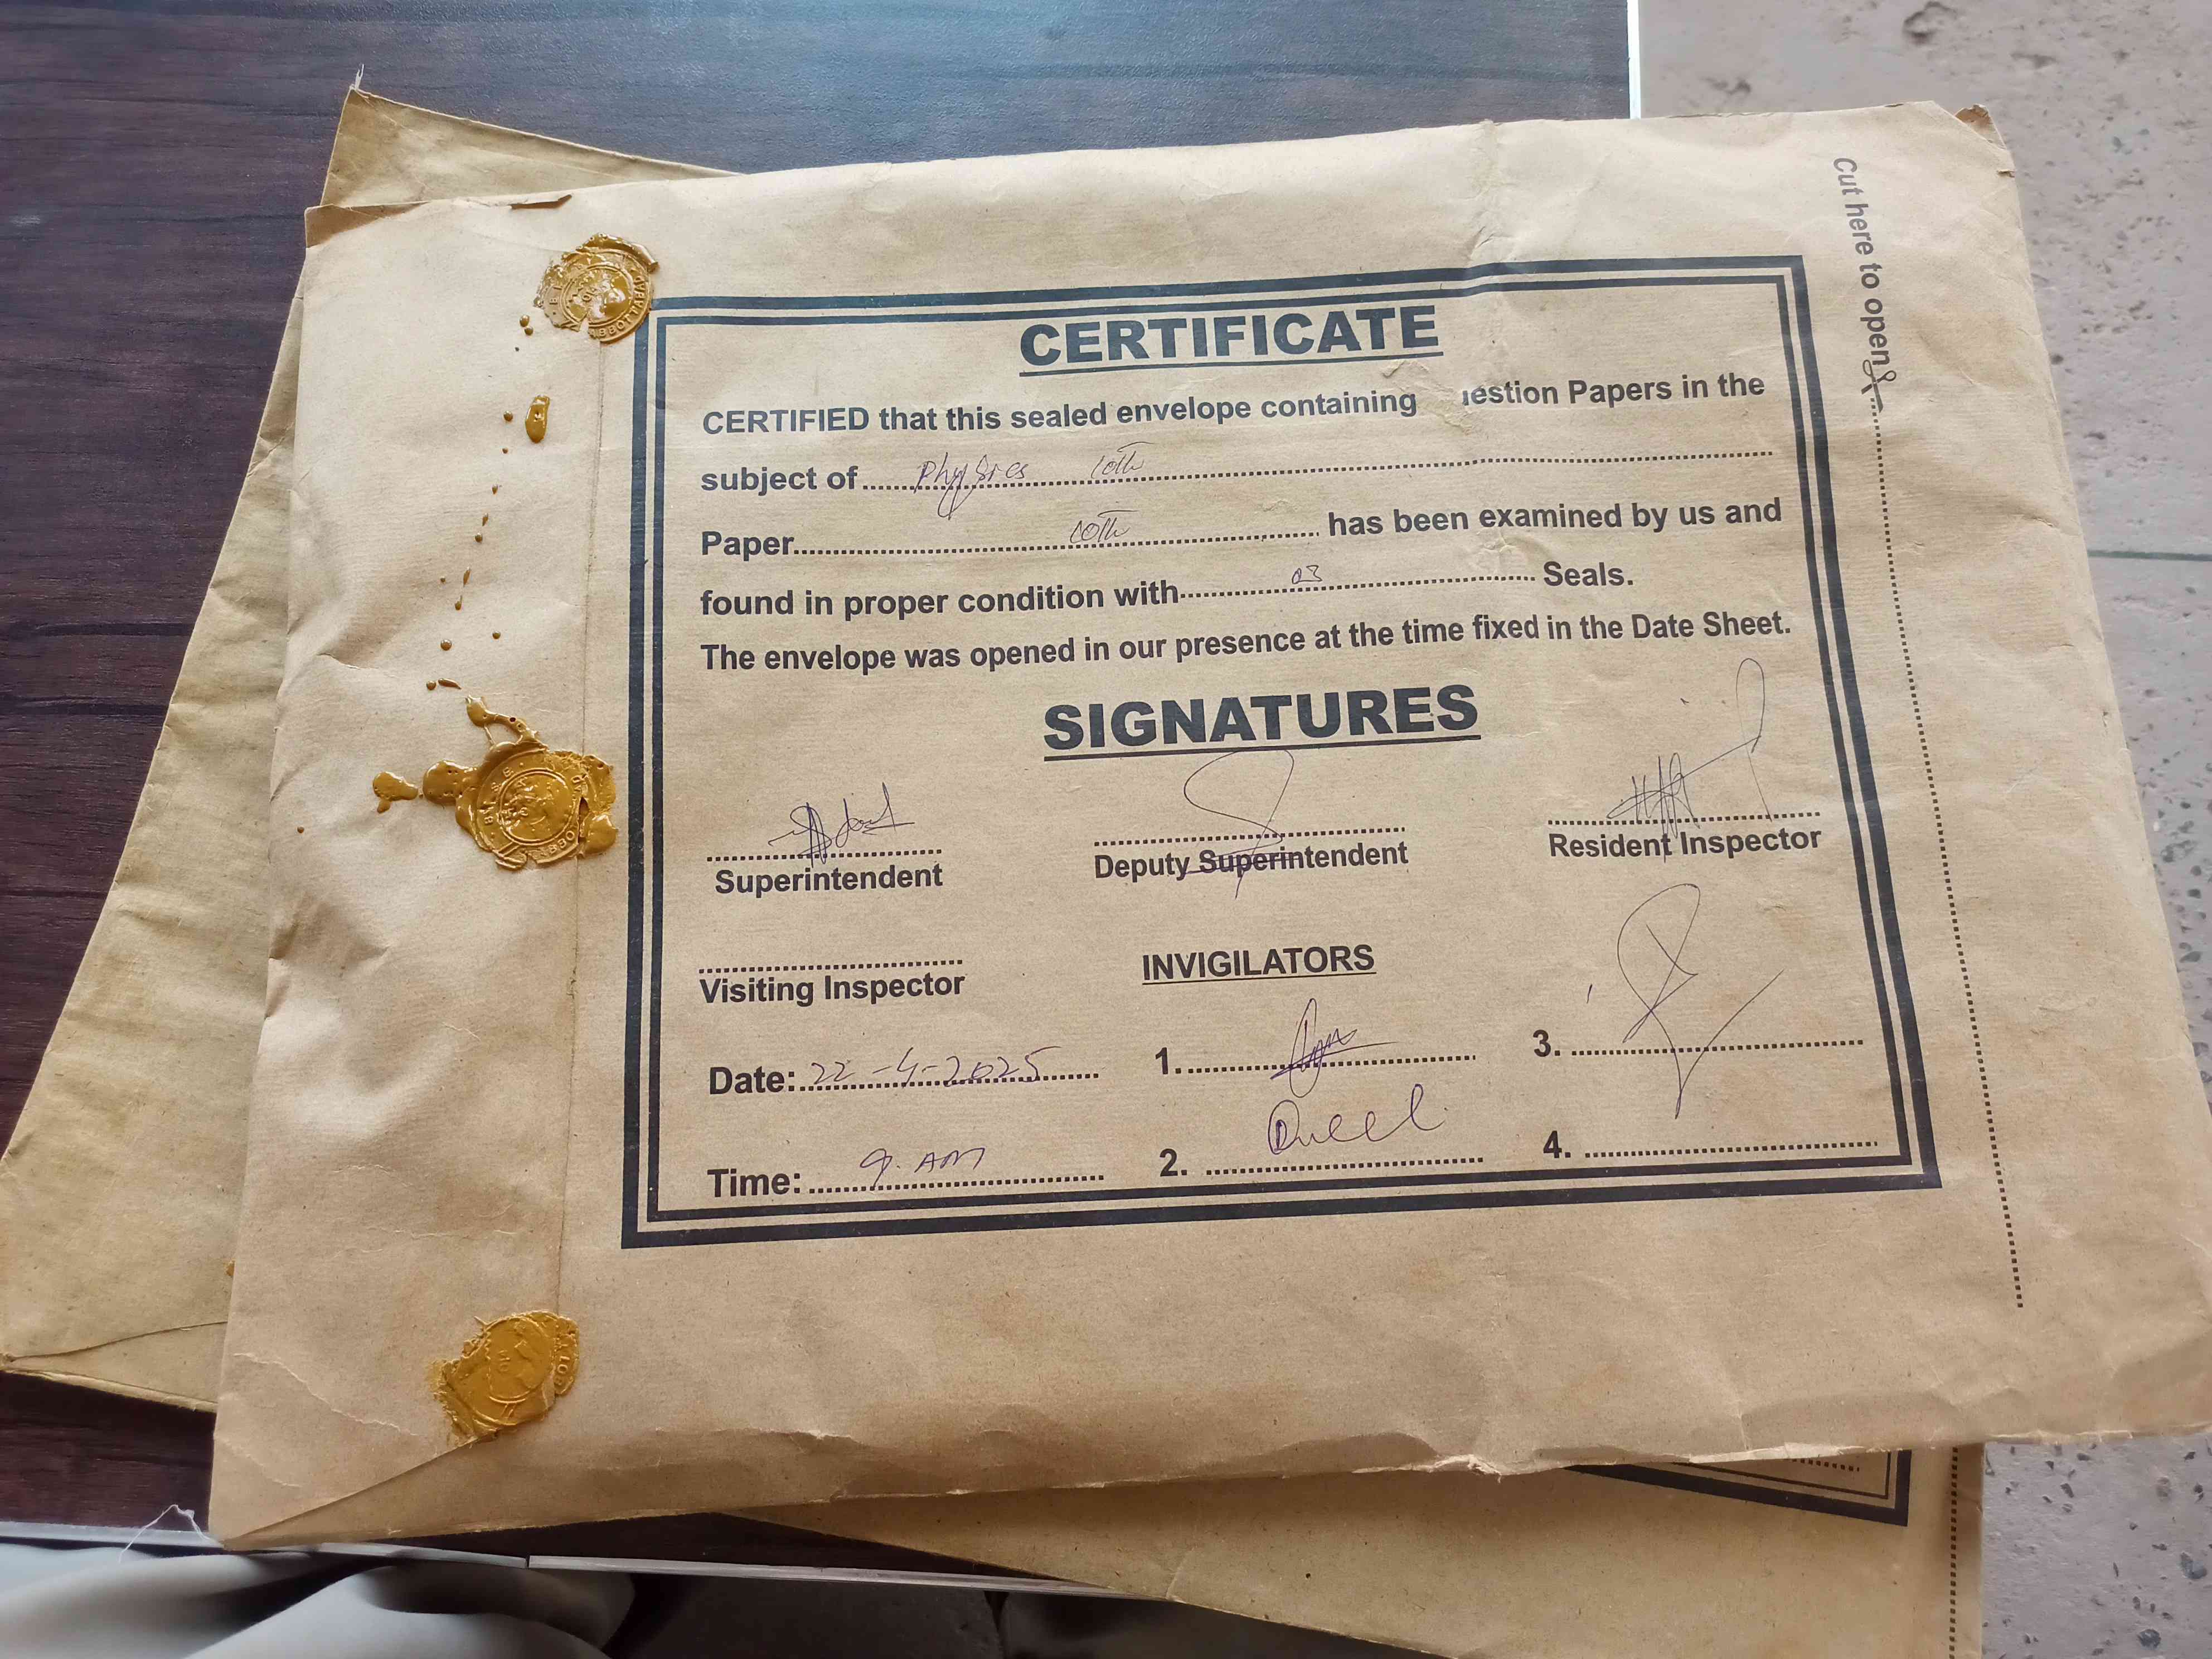 Cut here to open
CERTIFICATE
CERTIFIED that this sealed envelope containing estion Papers in the
subject of Physics 10th
Paper 10th has been examined by us and
found in proper condition with 03 Seals.
The envelope was opened in our presence at the time fixed in the Date Sheet.
SIGNATURES
Superintendent Deputy Superintendent Resident Inspector
Visiting Inspector INVIGILATORS
Date: 22-4-2025 1. 3.
Time: 9. AM 2. 4.